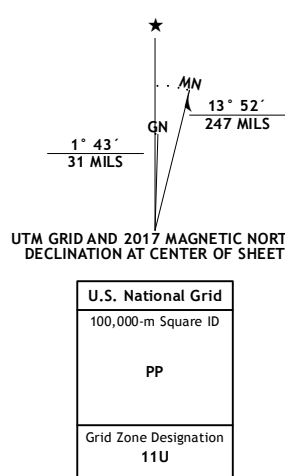 ★
MN
GN
13° 52´
247 MILS
1° 43´
31 MILS
UTM GRID AND 2017 MAGNETIC NORT
DECLINATION AT CENTER OF SHEET
U.S. National Grid
100,000-m Square ID
PP
Grid Zone Designation
11U